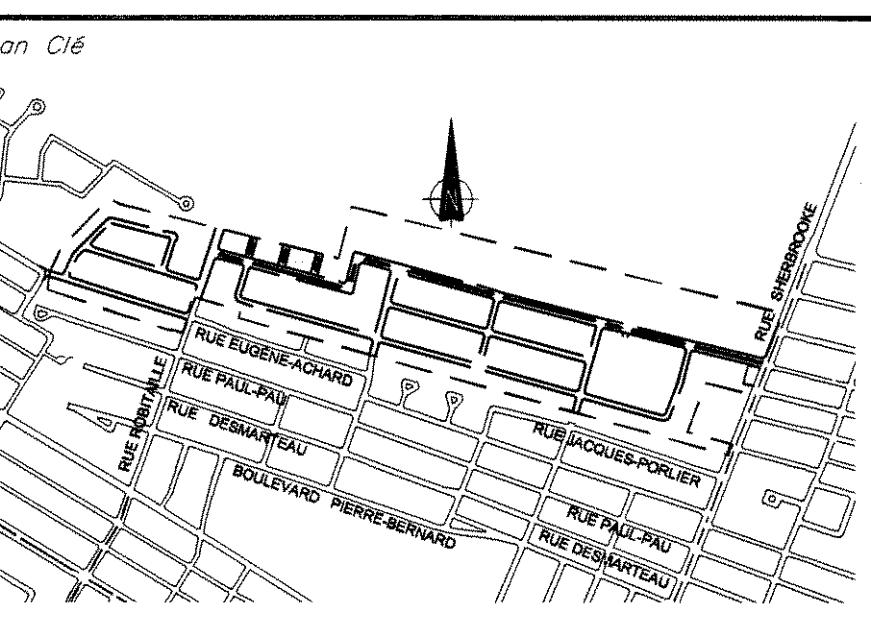 an Clé
N
RUE SHERBROOKE
RUE EUGÈNE-ACHARD
RUE PAUL-PAU
RUE DESMARTEAU
RUE ROBITAILLE
BOULEVARD PIERRE-BERNARD
RUE JACQUES-PORLIER
RUE PAUL-PAU
RUE DESMARTEAU